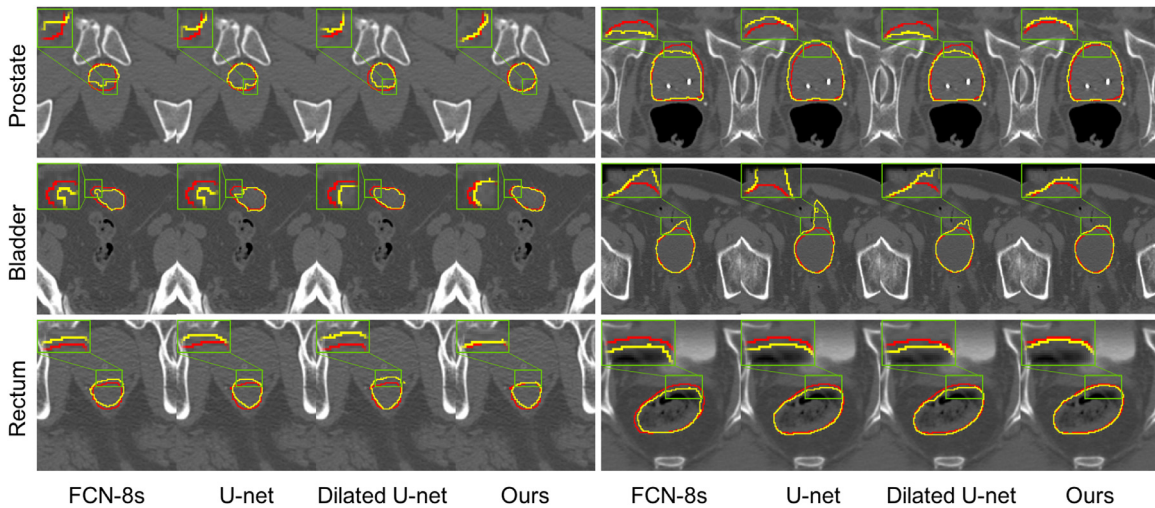 Prostate
Bladder
Rectum
FCN-8s U-net Dilated U-net Ours FCN-8s U-net Dilated U-net Ours